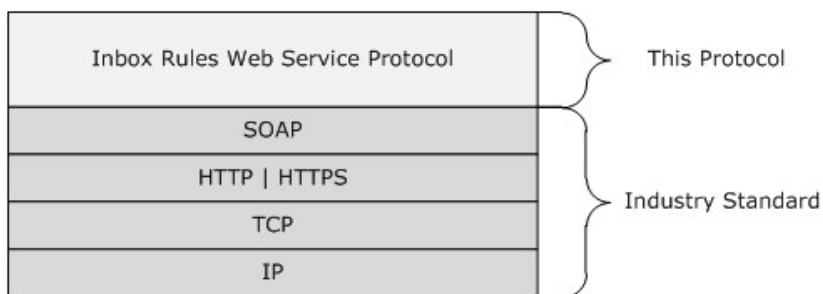 Inbox Rules Web Service Protocol
This Protocol
SOAP
HTTP | HTTPS
TCP
Industry Standard
IP